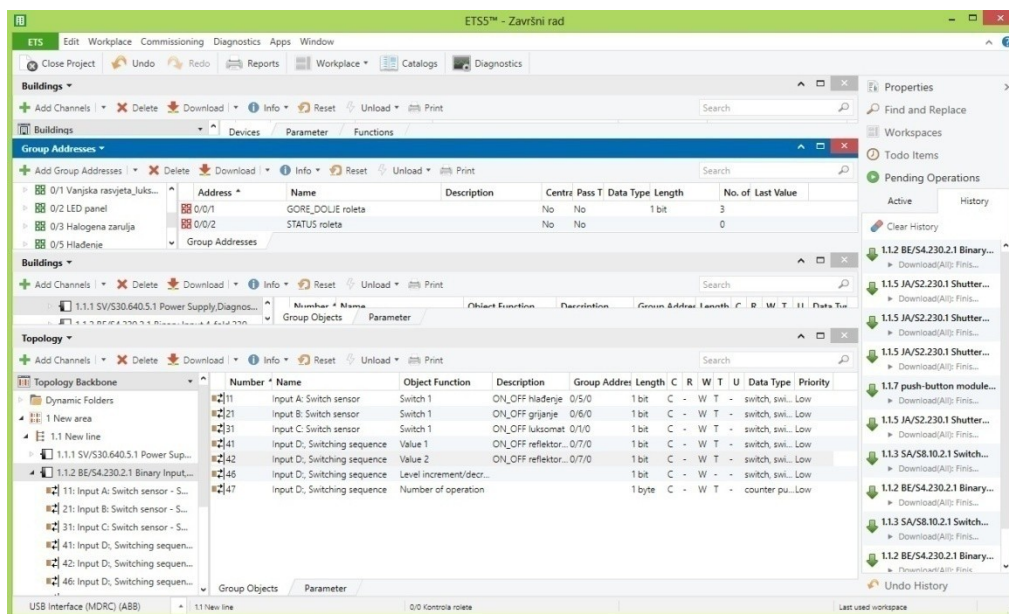 ETS5™ - Završni rad
ETS Edit Workplace Commissioning Diagnostics Apps Window
Close Project Undo Redo Reports Workplace Catalogs Diagnostics
Buildings
Add Channels Delete Download Info Reset Unload Print Search
Buildings Devices Parameter Functions
Group Addresses
Add Group Addresses Delete Download Info Reset Unload Print Search
0/1 Vanjska rasvjeta_luks...
0/2 LED panel
0/3 Halogena zarulja
0/5 Hlađenje
Address Name Description Centra Pass T Data Type Length No. of Last Value
0/0/1 GORE_DOLJE roleta No No 1 bit 3
0/0/2 STATUS roleta No No 0
Group Addresses
Buildings
Add Channels Delete Download Info Reset Unload Print Search
1.1.1 SV/S30.640.5.1 Power Supply,Diagnos...
Number Name Object Function Description Group Addres Length C R W T U Data Typ
Group Objects Parameter
Topology
Add Channels Delete Download Info Reset Unload Print Search
Topology Backbone
Dynamic Folders
1 New area
1.1 New line
1.1.1 SV/S30.640.5.1 Power Sup...
1.1.2 BE/S4.230.2.1 Binary Input,...
11: Input A: Switch sensor - S...
21: Input B: Switch sensor - S...
31: Input C: Switch sensor - S...
41: Input D:, Switching sequen...
42: Input D:, Switching sequen...
46: Input D:, Switching sequen...
Number Name Object Function Description Group Addres Length C R W T U Data Type Priority
11 Input A: Switch sensor Switch 1 ON_OFF hlađenje 0/5/0 1 bit C - W T - switch, swi... Low
21 Input B: Switch sensor Switch 1 ON_OFF grijanje 0/6/0 1 bit C - W T - switch, swi... Low
31 Input C: Switch sensor Switch 1 ON_OFF luksomat 0/1/0 1 bit C - W T - switch, swi... Low
41 Input D:, Switching sequence Value 1 ON_OFF reflektor... 0/7/0 1 bit C - W T - switch, swi... Low
42 Input D:, Switching sequence Value 2 ON_OFF reflektor... 0/7/0 1 bit C - W T - switch, swi... Low
46 Input D:, Switching sequence Level increment/decr... 1 bit C - W - - switch, swi... Low
47 Input D:, Switching sequence Number of operation 1 byte C - W T - counter pu... Low
Group Objects Parameter
Properties
Find and Replace
Workspaces
Todo Items
Pending Operations
Active History
Clear History
1.1.2 BE/S4.230.2.1 Binary...
Download(All): Finis...
1.1.5 JA/S2.230.1 Shutter...
Download(All): Finis...
1.1.5 JA/S2.230.1 Shutter...
Download(All): Finis...
1.1.5 JA/S2.230.1 Shutter...
Download(All): Finis...
1.1.7 push-button module...
Download(All): Finis...
1.1.5 JA/S2.230.1 Shutter...
Download(All): Finis...
1.1.3 SA/S8.10.2.1 Switch...
Download(All): Finis...
1.1.2 BE/S4.230.2.1 Binary...
Download(All): Finis...
1.1.3 SA/S8.10.2.1 Switch...
Download(All): Finis...
1.1.2 BE/S4.230.2.1 Binary...
Download(All): Finis...
Undo History
USB Interface (MDRC) (ABB) 1.1 New line 0/0 Kontrola rolete Last used workspace